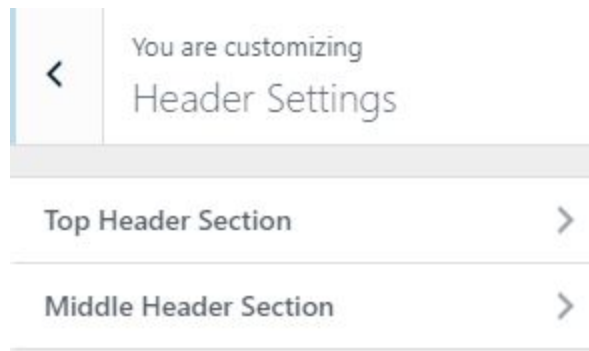 You are customizing
Header Settings
Top Header Section
Middle Header Section